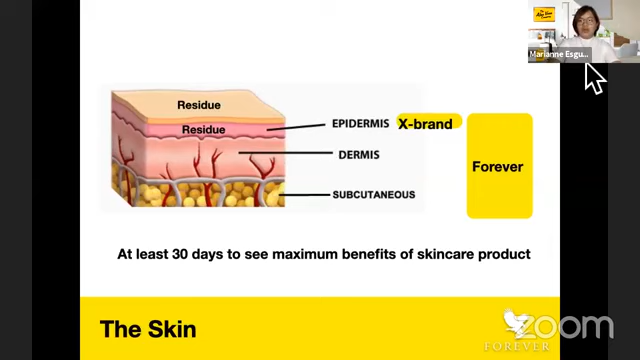 Marianne Esgu...
Residue
Residue
EPIDERMIS
X-brand
DERMIS
Forever
SUBCUTANEOUS
At least 30 days to see maximum benefits of skincare product
The Skin
FOREVER
zoom